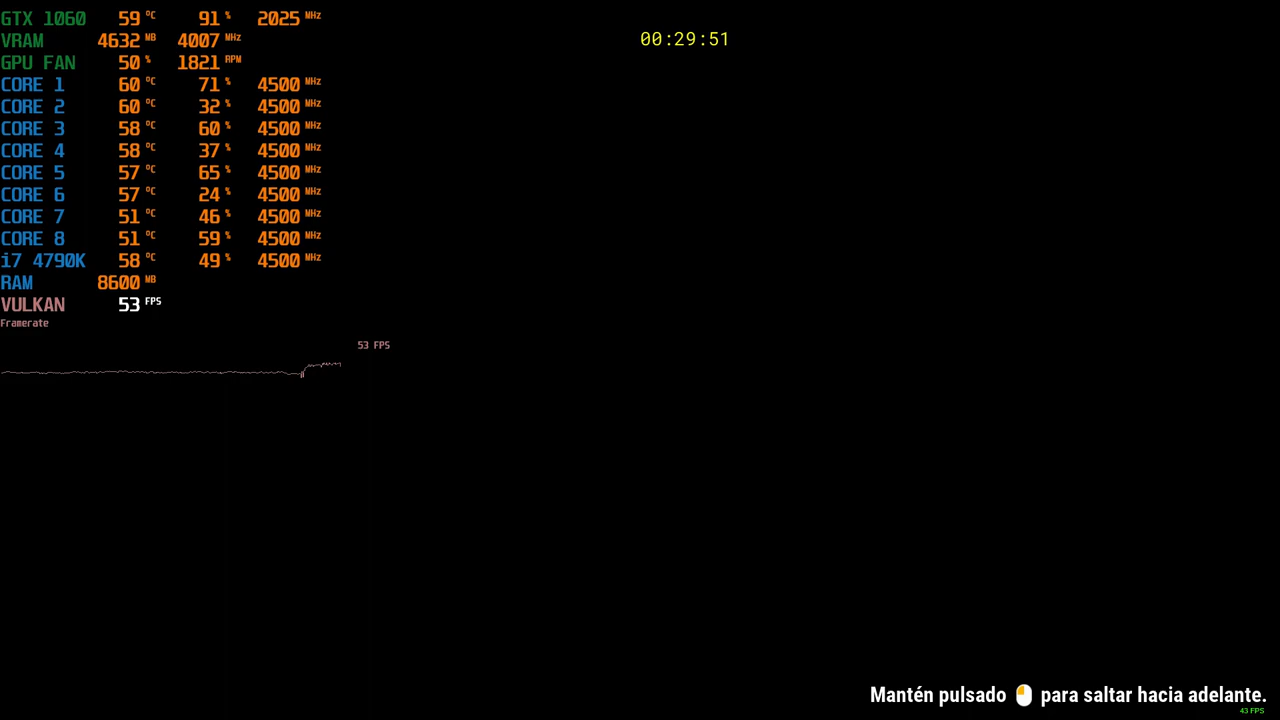 GTX 1060 59 °C 91 % 2025 MHz
00:29:51
VRAM 4632 MB 4007 MHz
GPU FAN 50 % 1821 RPM
CORE 1 60 °C 71 % 4500 MHz
CORE 2 60 °C 32 % 4500 MHz
CORE 3 58 °C 60 % 4500 MHz
CORE 4 58 °C 37 % 4500 MHz
CORE 5 57 °C 65 % 4500 MHz
CORE 6 57 °C 24 % 4500 MHz
CORE 7 51 °C 46 % 4500 MHz
CORE 8 51 °C 59 % 4500 MHz
i7 4790K 58 °C 49 % 4500 MHz
RAM 8600 MB
VULKAN 53 FPS
Framerate
53 FPS
Mantén pulsado para saltar hacia adelante.
43 FPS